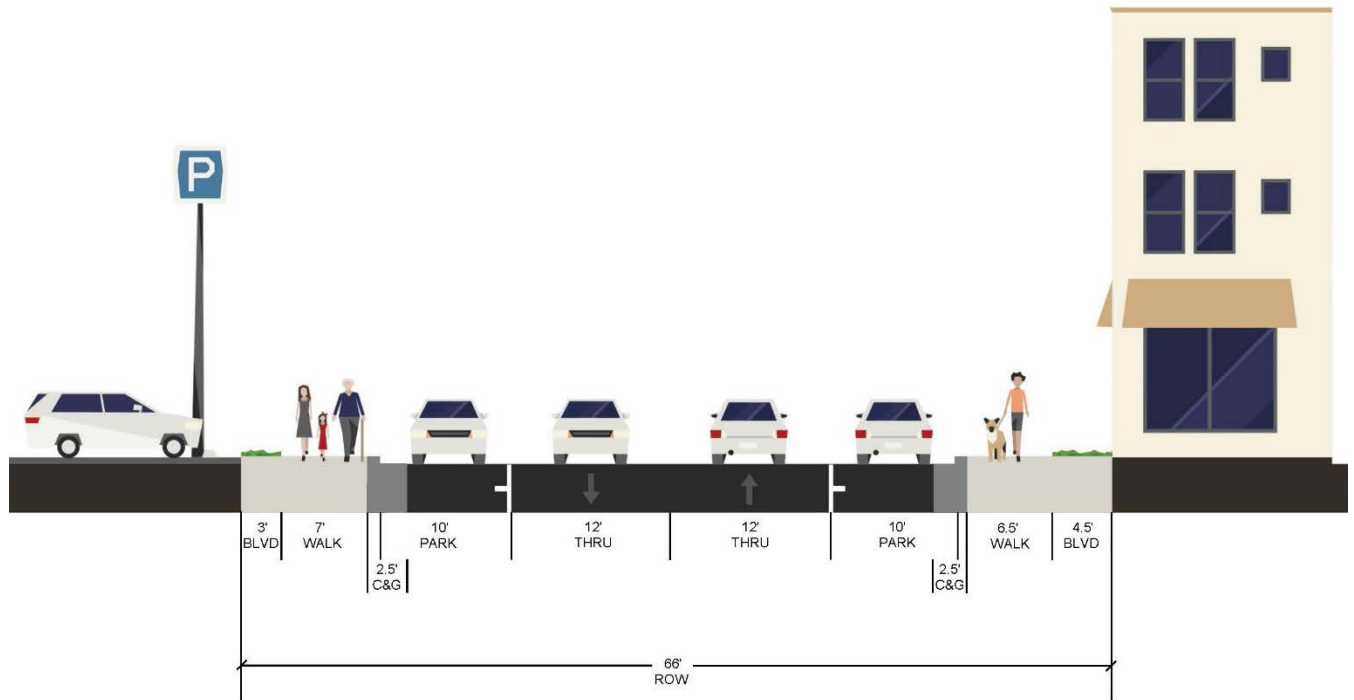 P
3' 7' 10' 12' 12' 10' 6.5' 4.5'
BLVD WALK PARK THRU THRU PARK WALK BLVD
2.5' 2.5'
C&G C&G
66'
ROW